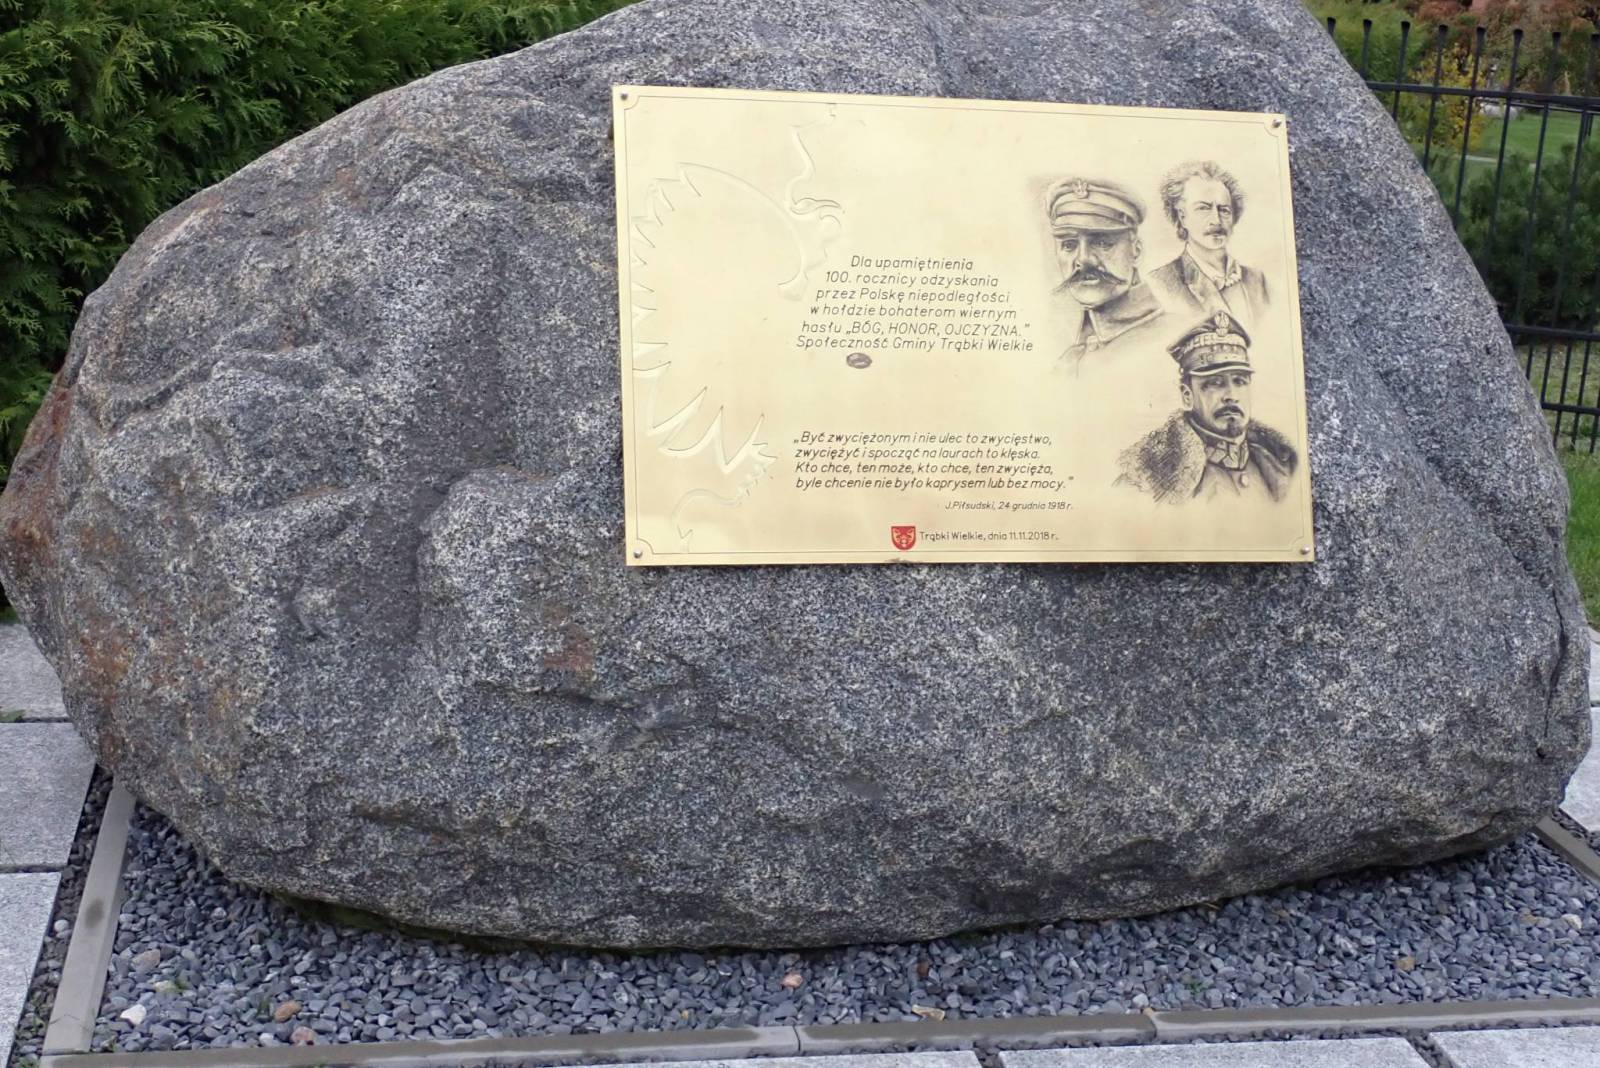 Dla upamiętnienia
100. rocznicy odzyskania
przez Polskę niepodległości
w hołdzie bohaterom wiernym
hasłu „BÓG, HONOR, OJCZYZNA.”
Społeczność Gminy Trąbki Wielkie
„Być zwyciężonym i nie ulec to zwycięstwo,
zwyciężyć i spocząć na laurach to klęska.
Kto chce, ten może, kto chce, ten zwycięża,
byle chcenie nie było kaprysem lub bez mocy.”
J.Piłsudski, 24 grudnia 1918 r.
Trąbki Wielkie, dnia 11.11.2018 r.